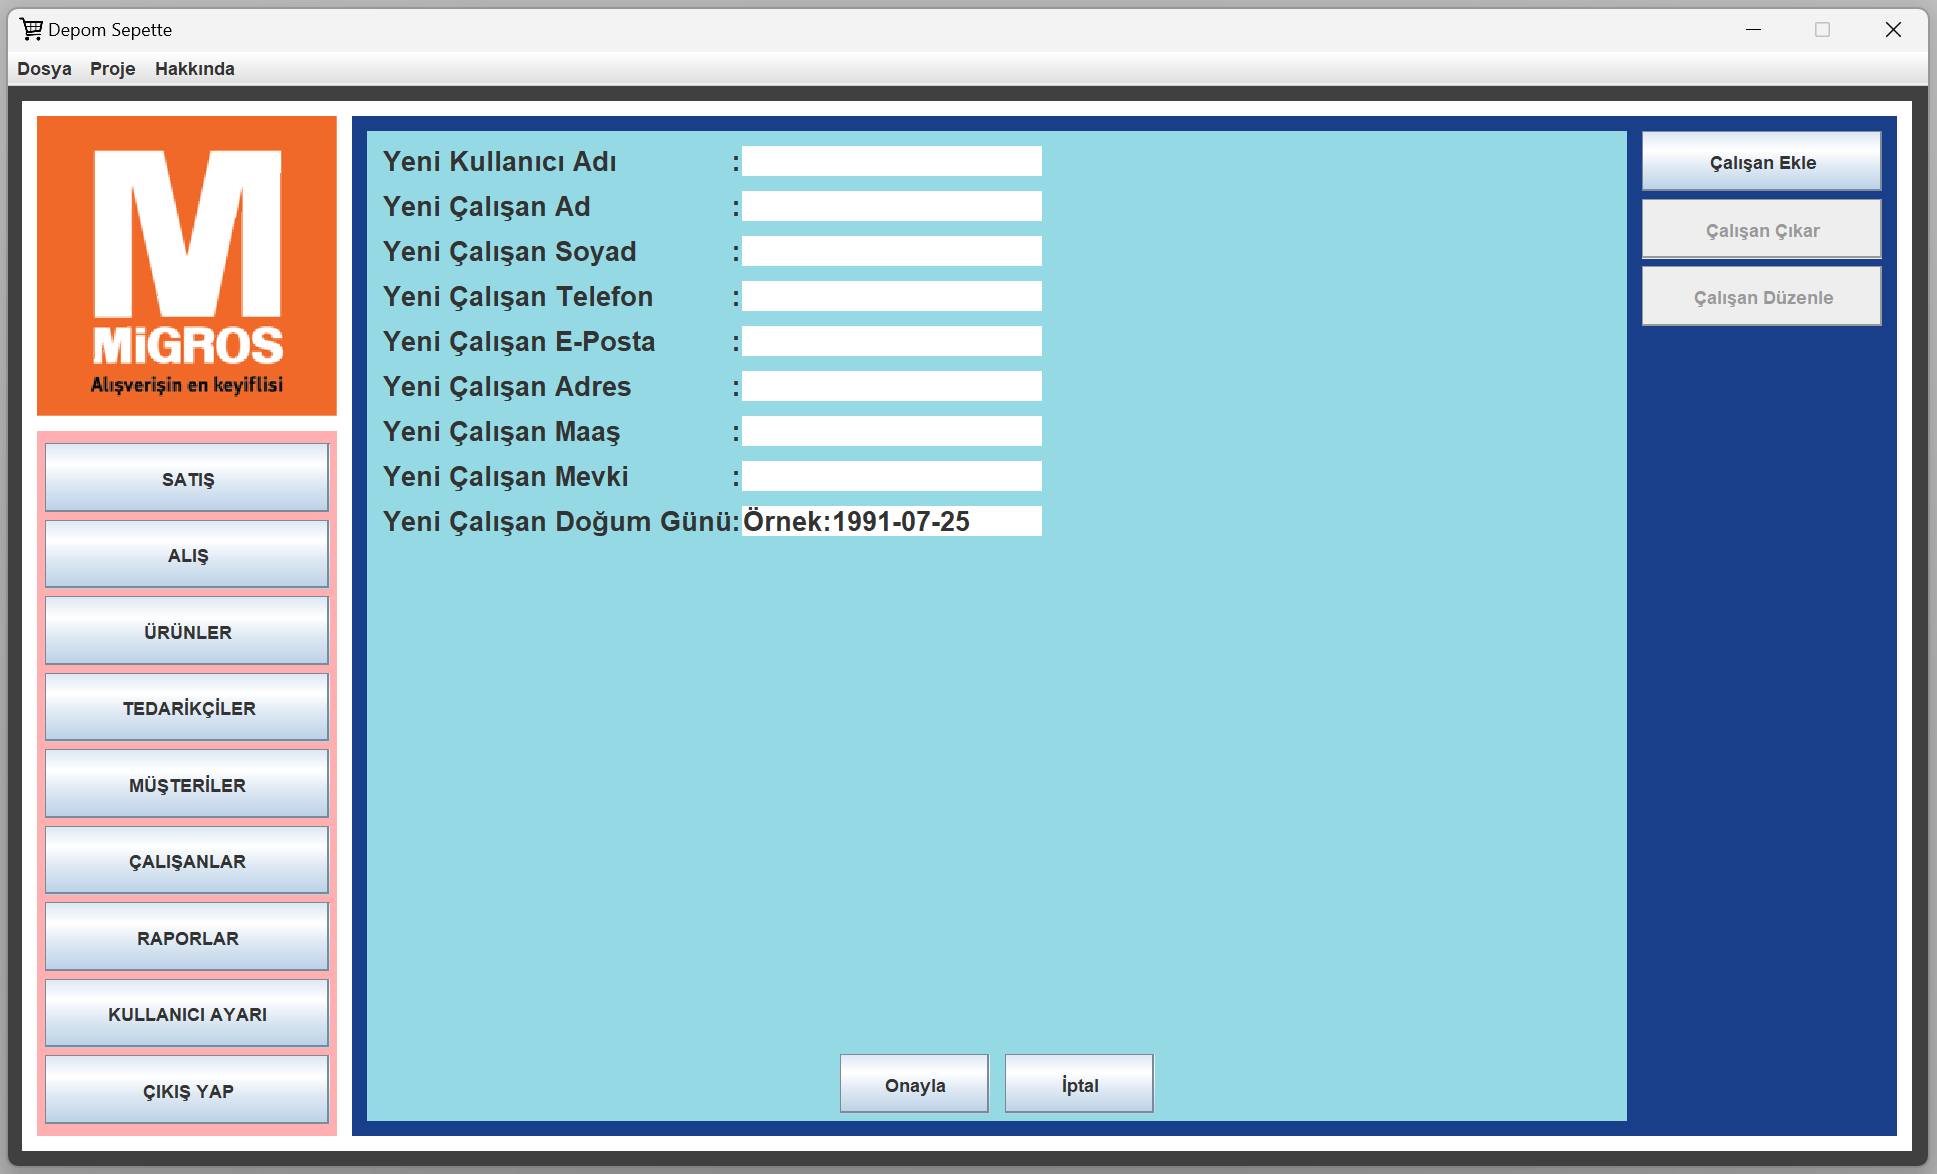 Depom Sepette
Dosya Proje Hakkında
MiGROS
Alışverişin en keyiflisi
SATIŞ
ALIŞ
ÜRÜNLER
TEDARİKÇİLER
MÜŞTERİLER
ÇALIŞANLAR
RAPORLAR
KULLANICI AYARI
ÇIKIŞ YAP
Yeni Kullanıcı Adı :
Yeni Çalışan Ad :
Yeni Çalışan Soyad :
Yeni Çalışan Telefon :
Yeni Çalışan E-Posta :
Yeni Çalışan Adres :
Yeni Çalışan Maaş :
Yeni Çalışan Mevki :
Yeni Çalışan Doğum Günü:Örnek:1991-07-25
Onayla İptal
Çalışan Ekle
Çalışan Çıkar
Çalışan Düzenle